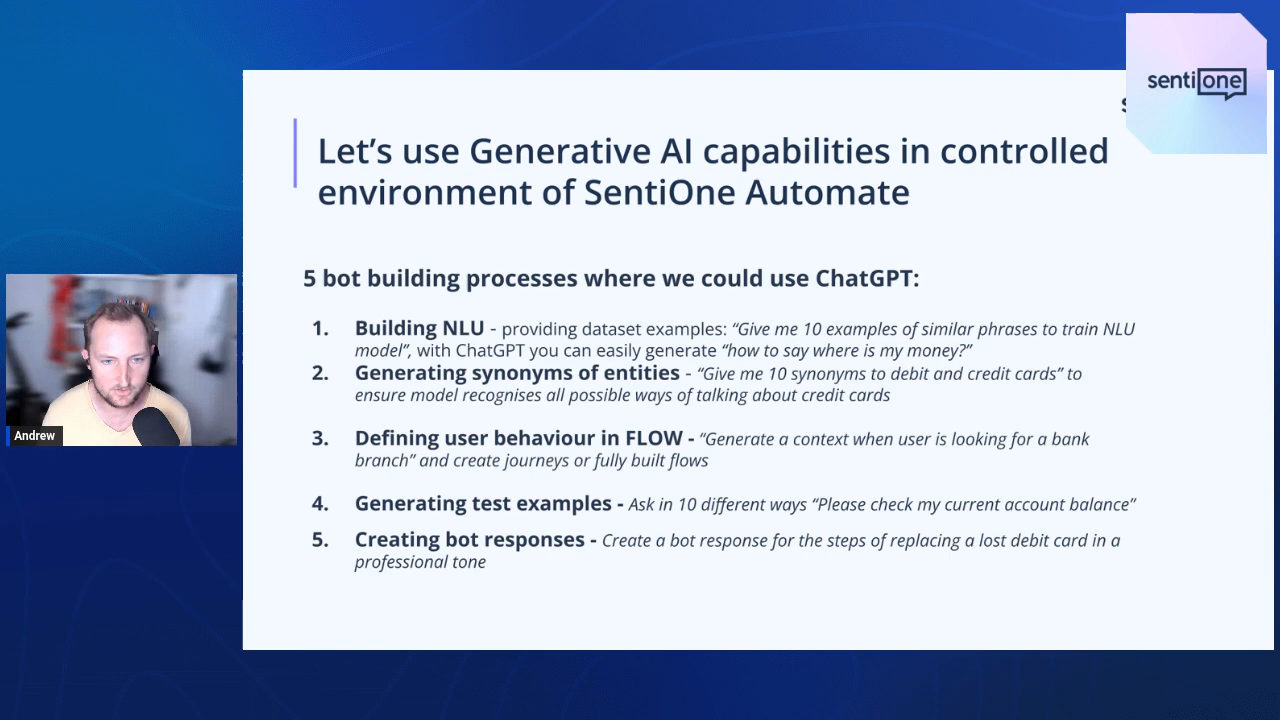 sentione
Let’s use Generative AI capabilities in controlled
environment of SentiOne Automate
5 bot building processes where we could use ChatGPT:
1. Building NLU - providing dataset examples: “Give me 10 examples of similar phrases to train NLU
model”, with ChatGPT you can easily generate “how to say where is my money?”
2. Generating synonyms of entities - “Give me 10 synonyms to debit and credit cards” to
ensure model recognises all possible ways of talking about credit cards
3. Defining user behaviour in FLOW - “Generate a context when user is looking for a bank
branch” and create journeys or fully built flows
4. Generating test examples - Ask in 10 different ways “Please check my current account balance”
5. Creating bot responses - Create a bot response for the steps of replacing a lost debit card in a
professional tone
Andrew